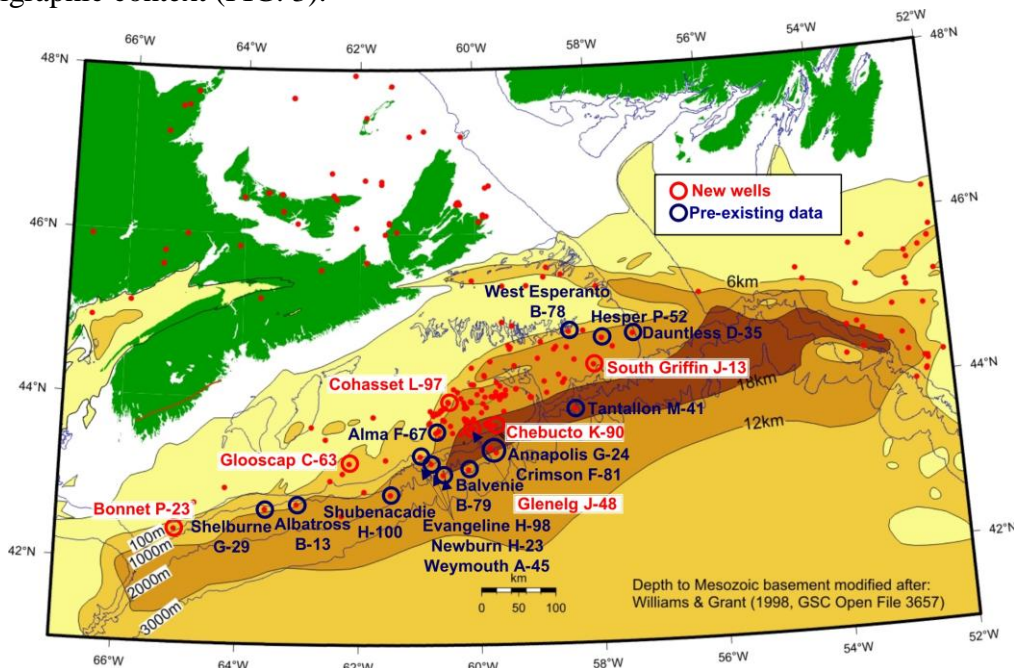 igraphic context (FIG. 3).
66°W 64°W 62°W 60°W 58°W 56°W 54°W 52°W
48°N
48°N
New wells
Pre-existing data
46°N
46°N
6km
West Esperanto
B-78
Hesper P-52
Dauntless D-35
South Griffin J-13
44°N
44°N
Cohasset L-97
18km
Tantallon M-41
12km
Alma F-67
Chebucto K-90
Glooscap C-63
Annapolis G-24
Crimson F-81
Balvenie
B-79
Glenelg J-48
Bonnet P-23
Shelburne
G-29
Albatross
B-13
Shubenacadie
H-100
Evangeline H-98
Newburn H-23
Weymouth A-45
42°N
42°N
100m
1000m
2000m
3000m
km
0 50 100
Depth to Mesozoic basement modified after:
Williams & Grant (1998, GSC Open File 3657)
66°W 64°W 62°W 60°W 58°W 56°W 54°W 52°W